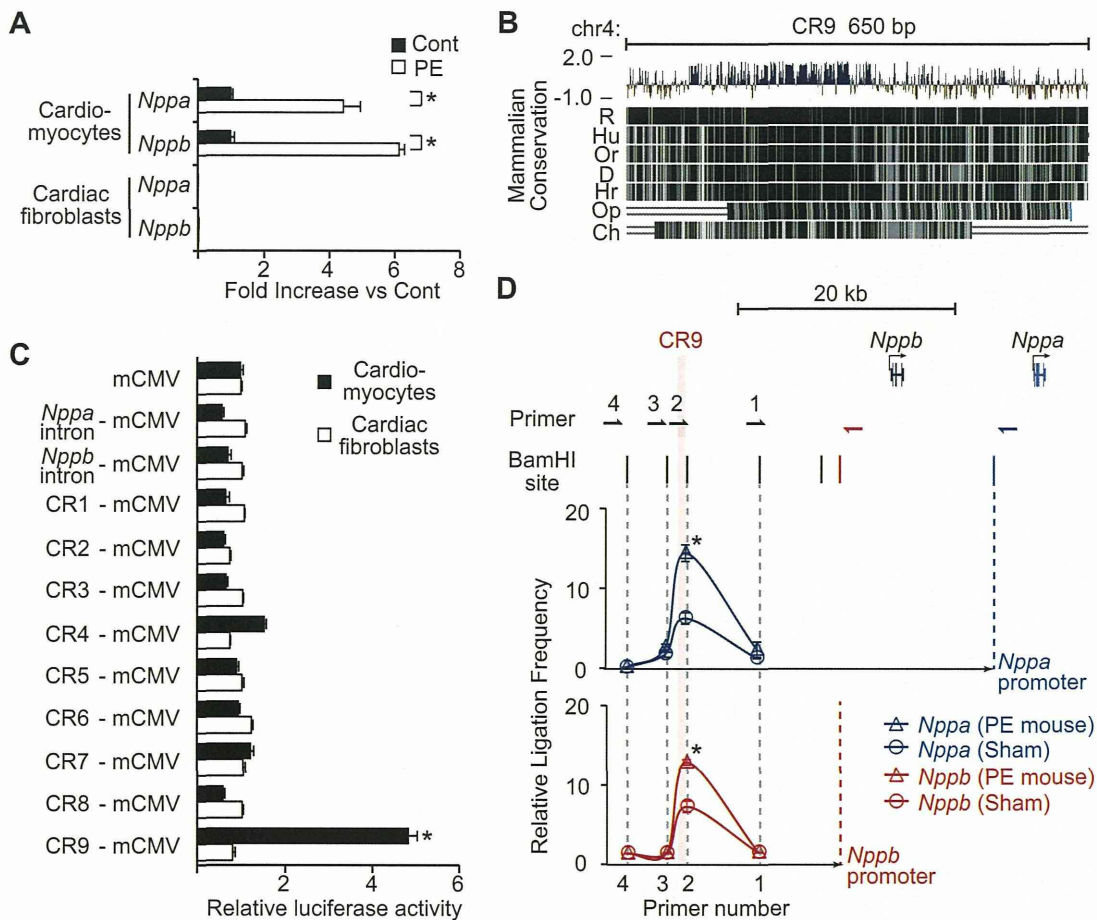 A
Cont
PE
Cardio-
myocytes
Nppa
*
Nppb
*
Cardiac
fibroblasts
Nppa
Nppb
2 4 6 8
Fold Increase vs Cont
B
chr4:
CR9 650 bp
2.0
-1.0
Mammalian
Conservation
R
Hu
Or
D
Hr
Op
Ch
C
Cardio-
myocytes
Cardiac
fibroblasts
mCMV
Nppa
intron - mCMV
Nppb
intron - mCMV
CR1 - mCMV
CR2 - mCMV
CR3 - mCMV
CR4 - mCMV
CR5 - mCMV
CR6 - mCMV
CR7 - mCMV
CR8 - mCMV
CR9 - mCMV
*
2 4 6
Relative luciferase activity
D
20 kb
CR9
Nppb
Nppa
Primer
4 3 2 1
BamHI
site
Relative Ligation Frequency
20
10
0
*
Nppa
promoter
20
10
0
*
Nppa (PE mouse)
Nppa (Sham)
Nppb (PE mouse)
Nppb (Sham)
Nppb
promoter
4 3 2 1
Primer number